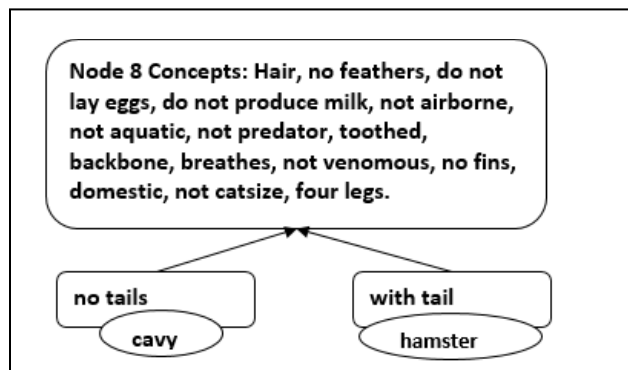 Node 8 Concepts: Hair, no feathers, do not
lay eggs, do not produce milk, not airborne,
not aquatic, not predator, toothed,
backbone, breathes, not venomous, no fins,
domestic, not catsize, four legs.
no tails
with tail
cavy
hamster